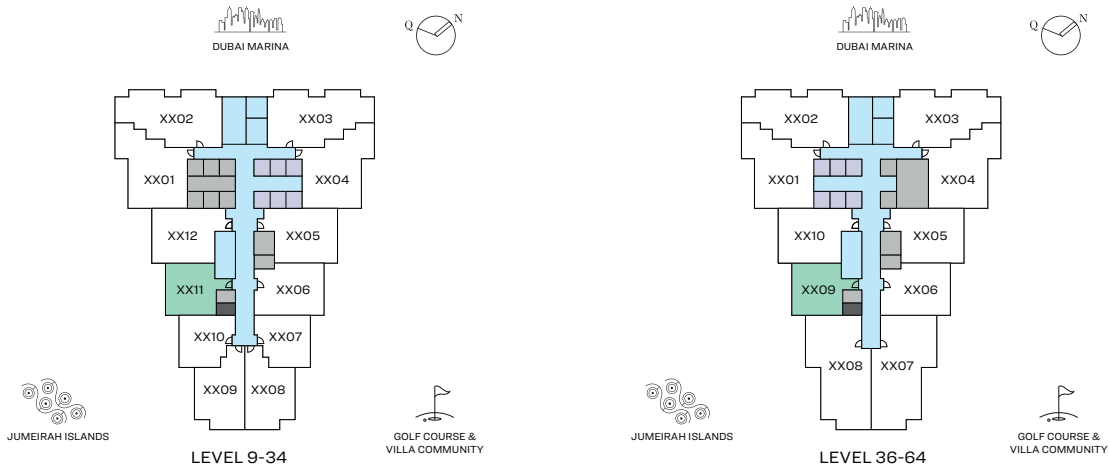 DUBAI MARINA
Q N
XX02
XX03
XX01
XX04
XX12
XX05
XX11
XX06
XX10
XX07
XX09
XX08
JUMEIRAH ISLANDS
GOLF COURSE &
VILLA COMMUNITY
LEVEL 9-34
DUBAI MARINA
Q N
XX02
XX03
XX01
XX04
XX10
XX05
XX09
XX06
XX08
XX07
JUMEIRAH ISLANDS
GOLF COURSE &
VILLA COMMUNITY
LEVEL 36-64